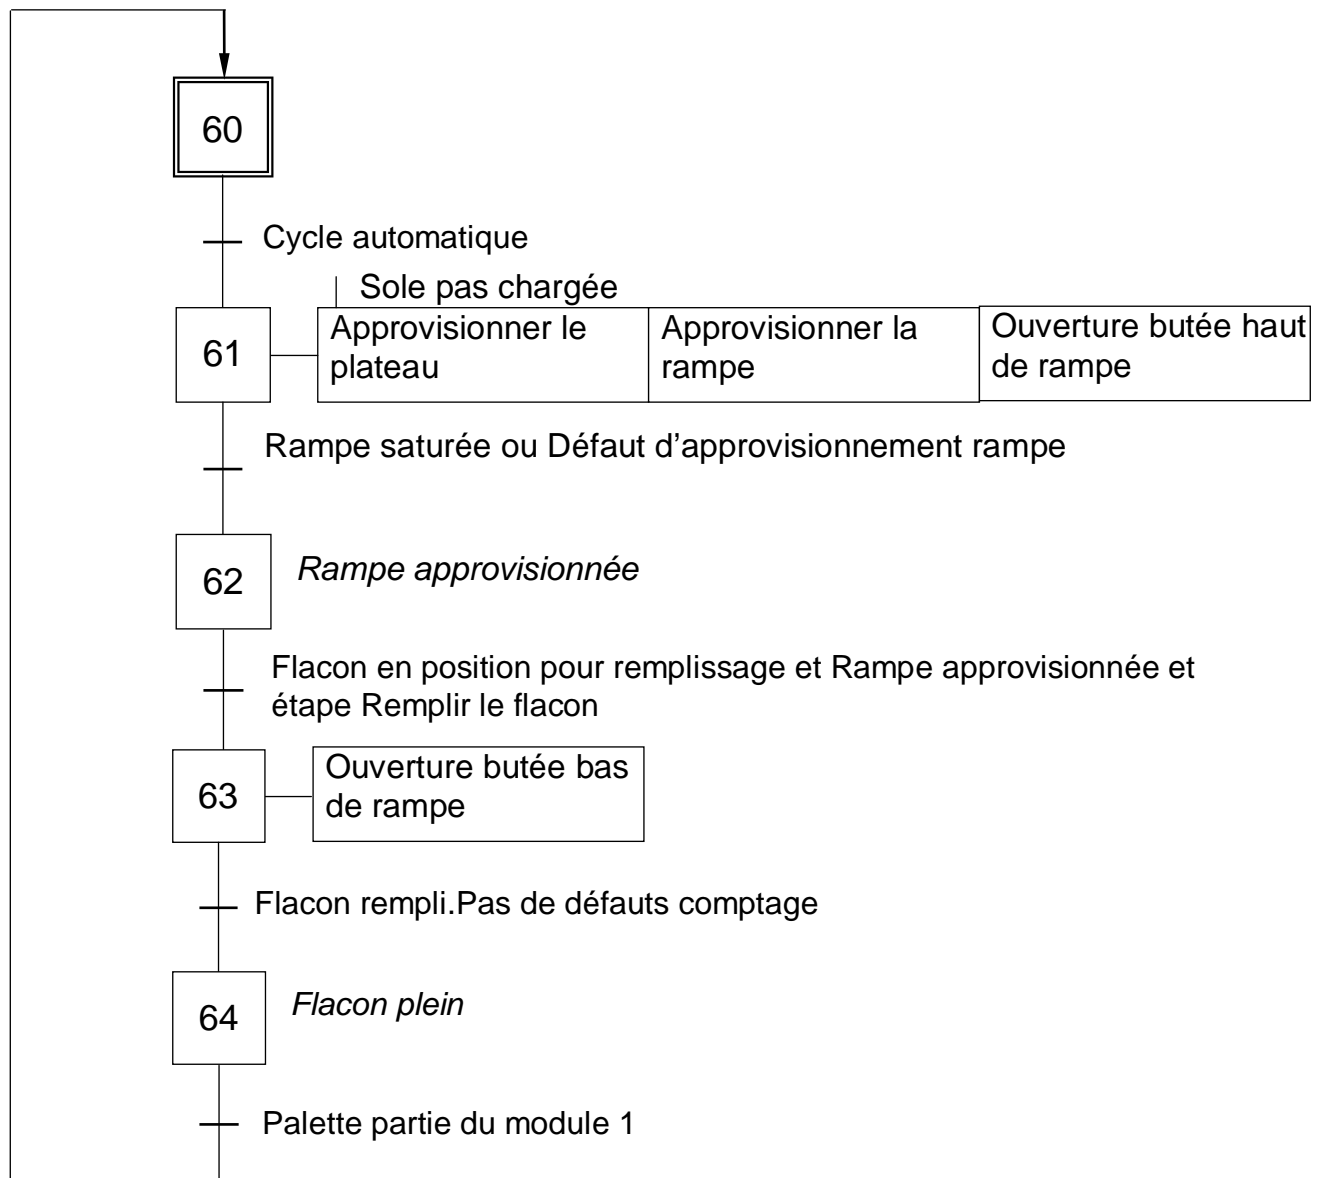 60
Cycle automatique
Sole pas chargée
61
Approvisionner le
plateau
Approvisionner la
rampe
Ouverture butée haut
de rampe
Rampe saturée ou Défaut d’approvisionnement rampe
62
Rampe approvisionnée
Flacon en position pour remplissage et Rampe approvisionnée et
étape Remplir le flacon
63
Ouverture butée bas
de rampe
Flacon rempli.Pas de défauts comptage
64
Flacon plein
Palette partie du module 1